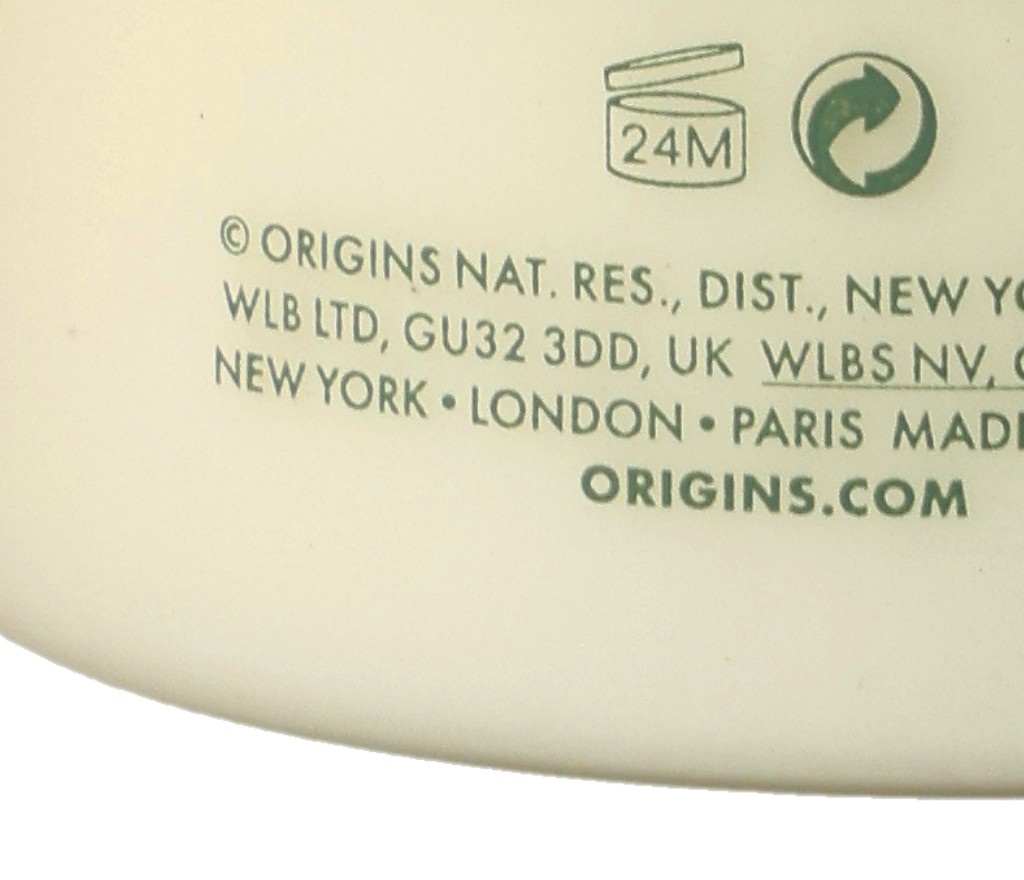 24M
© ORIGINS NAT. RES., DIST., NEW
WLB LTD, GU32 3DD, UK WLBS NV,
NEW YORK • LONDON • PARIS
ORIGINS.COM